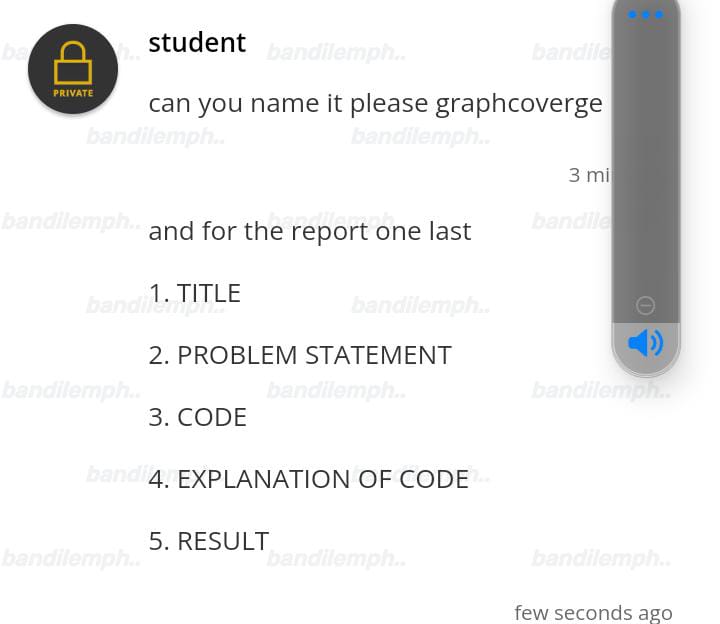 student
PRIVATE
can you name it please graphcoverge
3 mi
and for the report one last
1. TITLE
2. PROBLEM STATEMENT
3. CODE
4. EXPLANATION OF CODE
5. RESULT
few seconds ago
bandilemph..